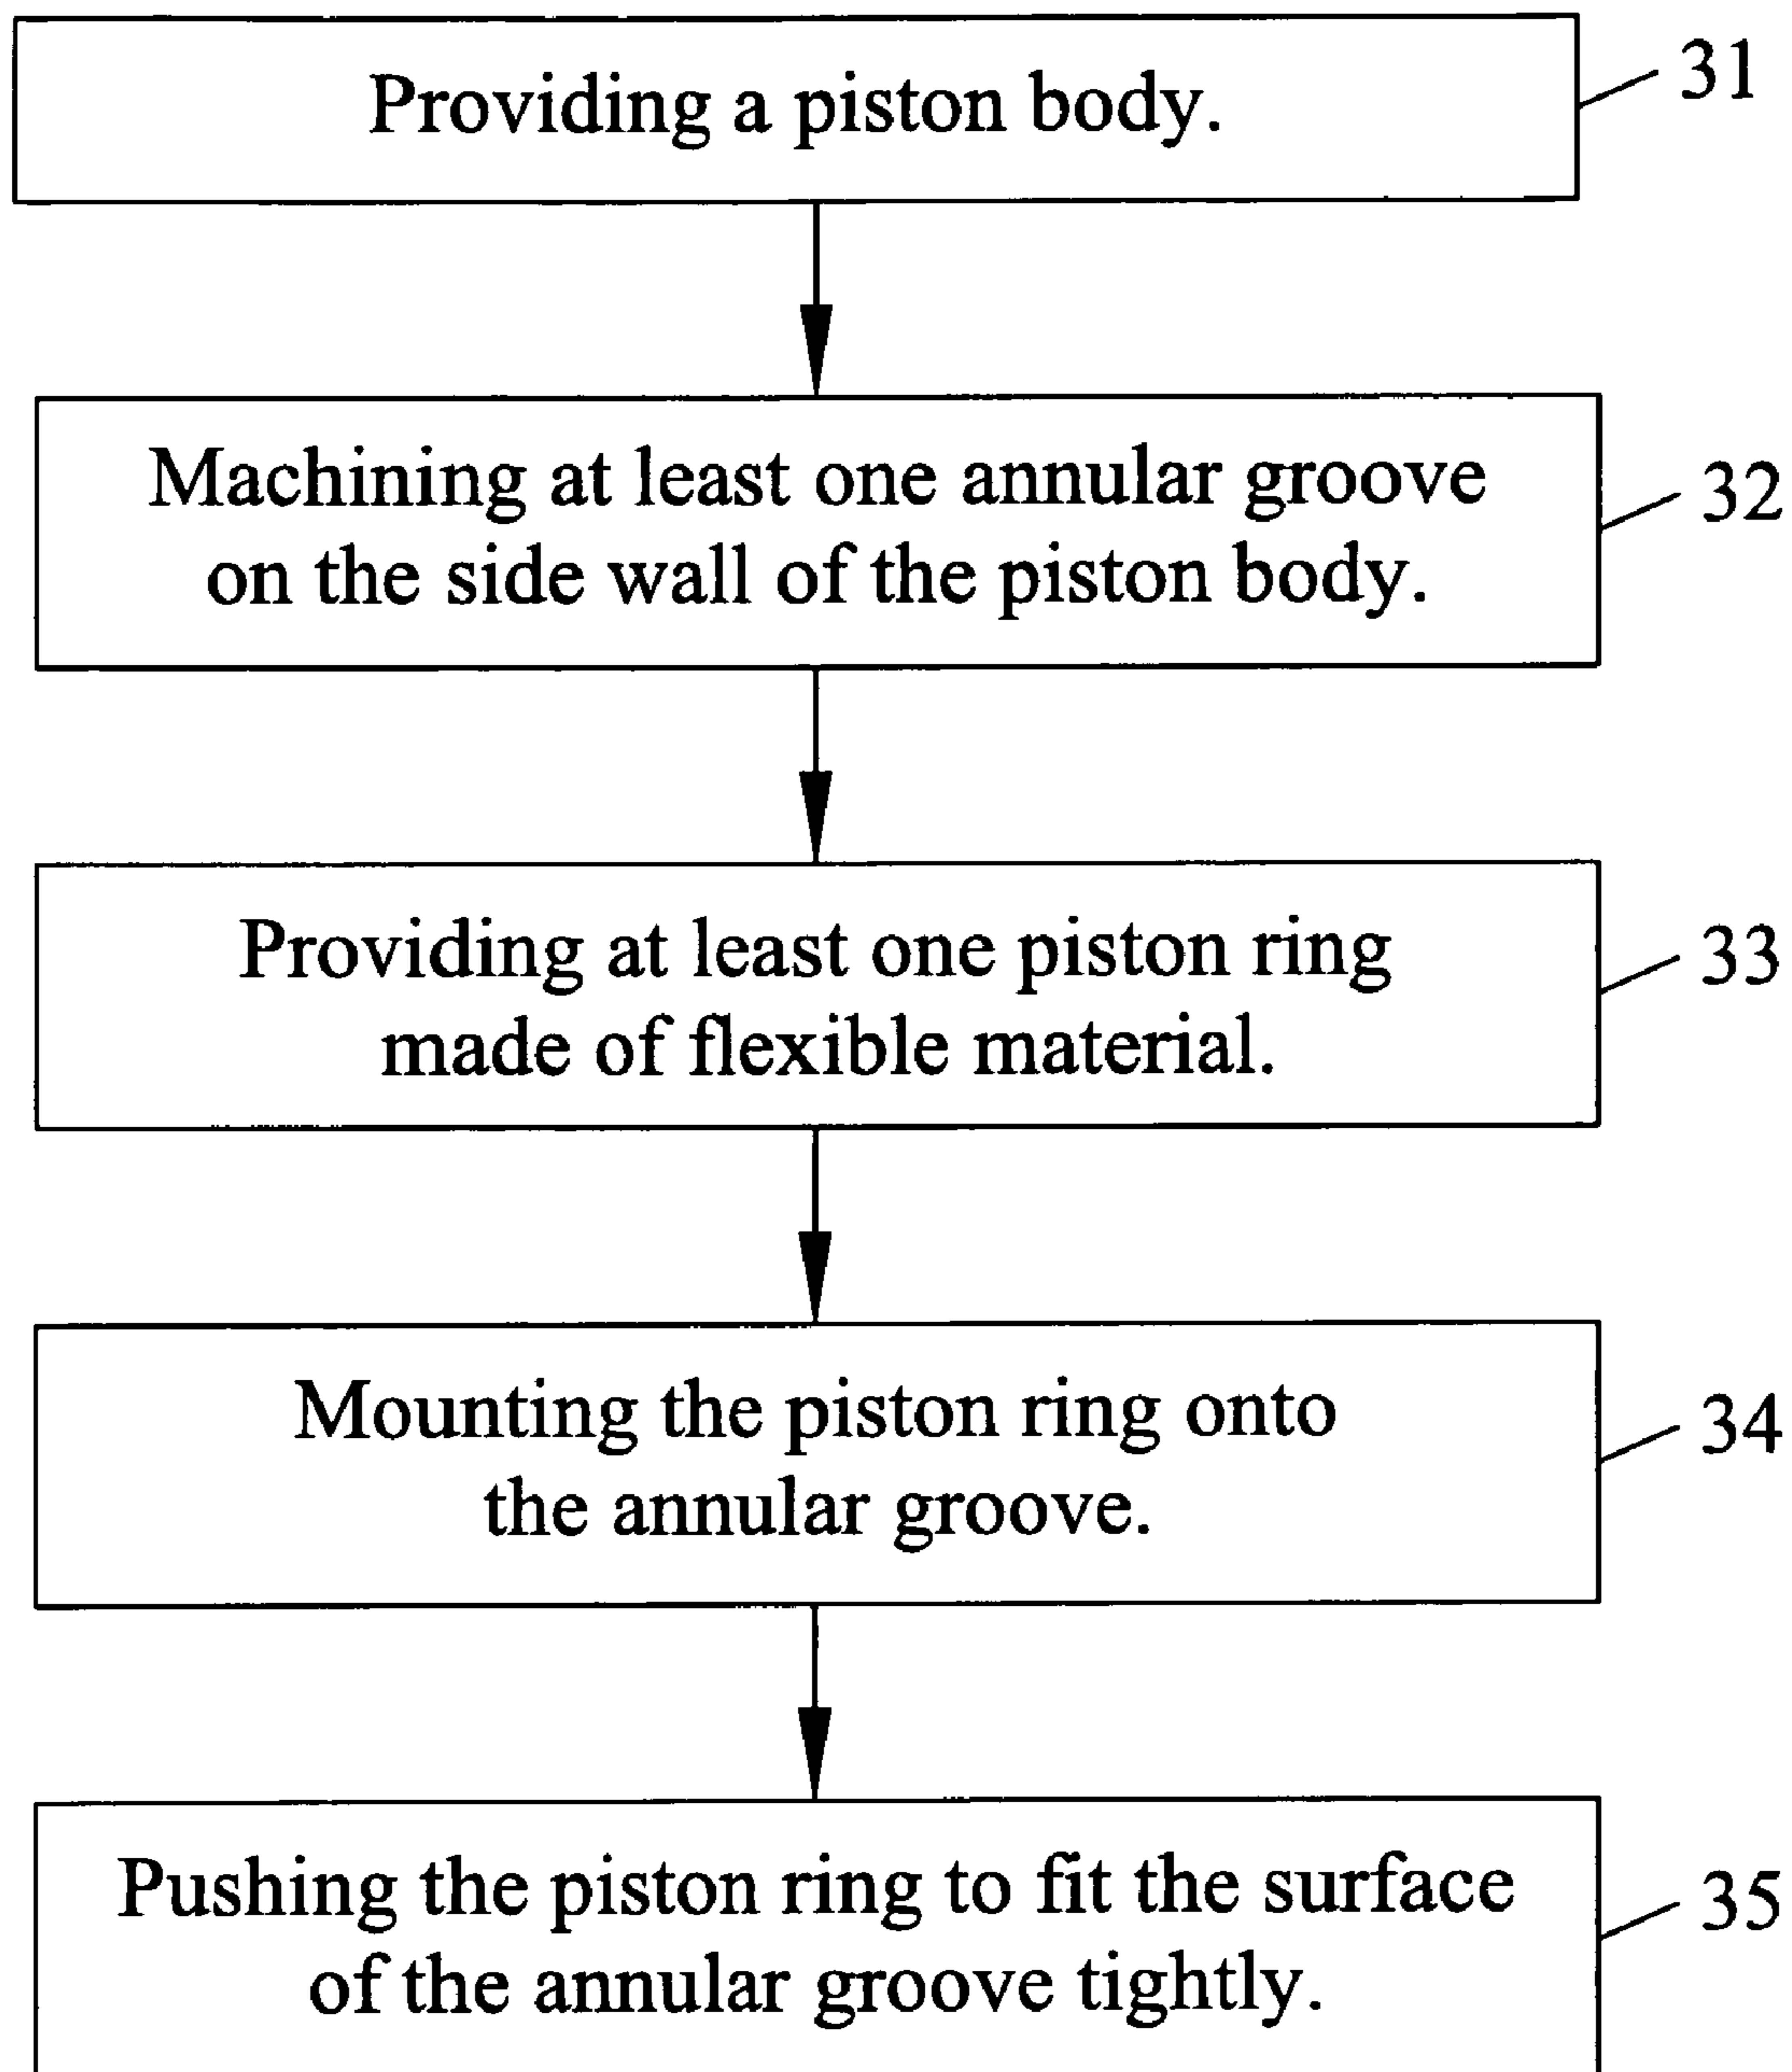 Providing a piston body.
31
Machining at least one annular groove
on the side wall of the piston body.
32
Providing at least one piston ring
made of flexible material.
33
Mounting the piston ring onto
the annular groove.
34
Pushing the piston ring to fit the surface
of the annular groove tightly.
35